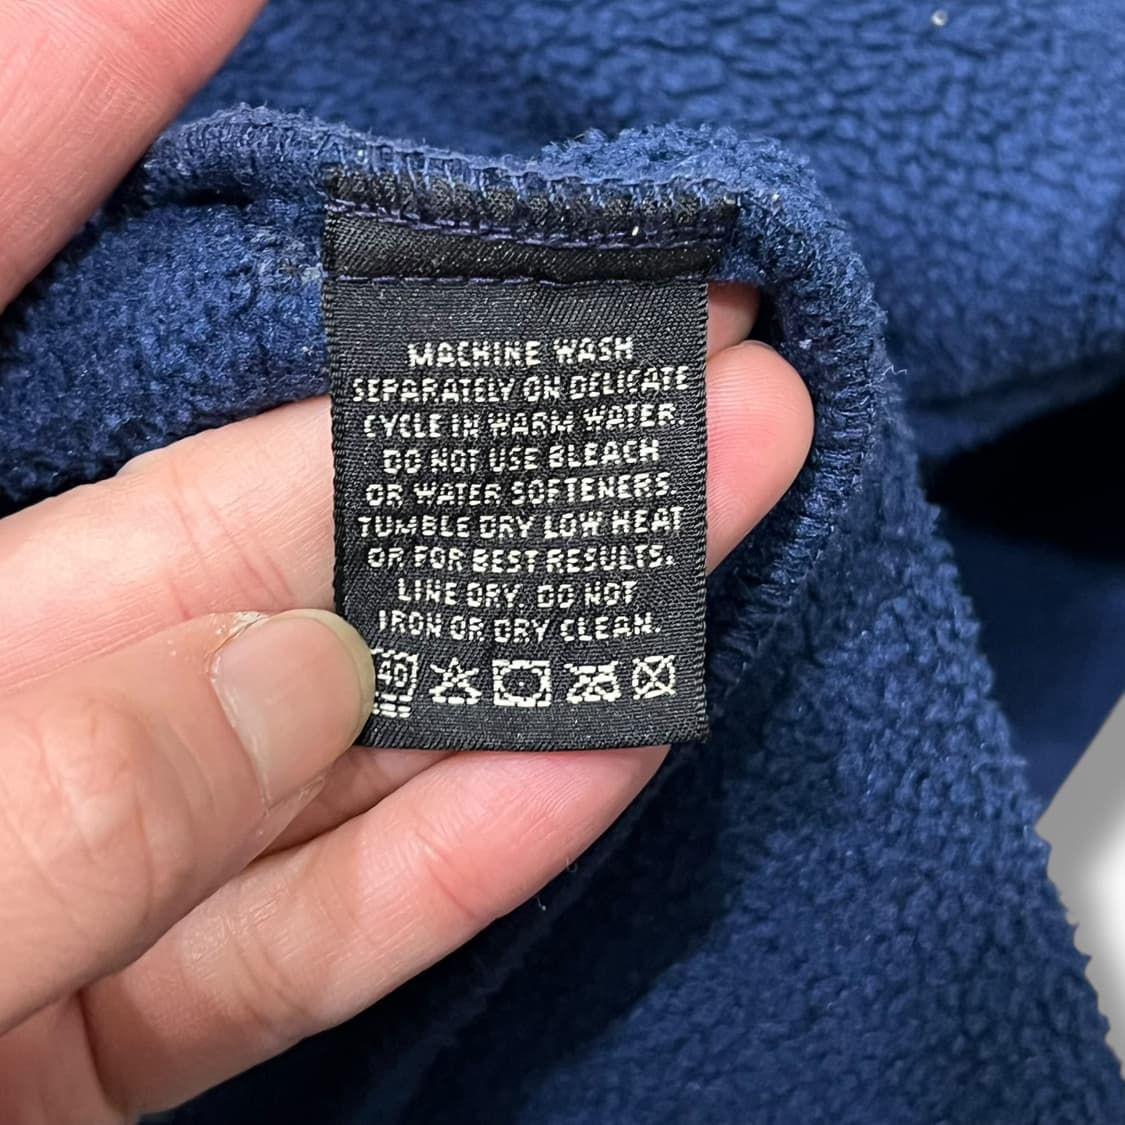 MACHINE WASH
SEPARATELY ON DELICATE
CYCLE IN WARM WATER.
DO NOT USE BLEACH
OR WATER SOFTENERS.
TUMBLE DRY LOW HEAT
OR FOR BEST RESULTS.
LINE DRY. DO NOT
IRON OR DRY CLEAN.
40